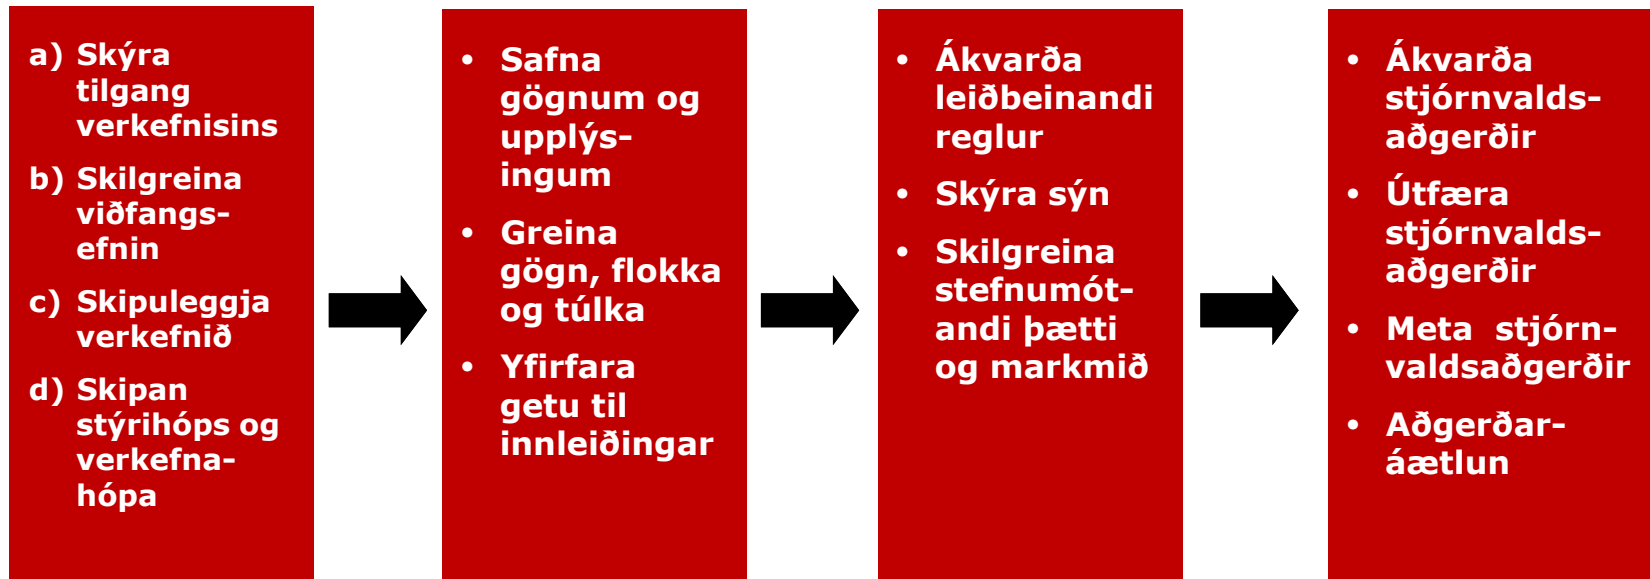 a) Skýra
tilgang
verkefnisins
b) Skilgreina
viðfangs-
efnin
c) Skipuleggja
verkefnið
d) Skipan
stýrihóps og
verkefna-
hópa
• Safna
gögnum og
upplýs-
ingum
• Greina
gögn, flokka
og túlka
• Yfirfara
getu til
innleiðingar
• Ákvarða
leiðbeinandi
reglur
• Skýra sýn
• Skilgreina
stefnumót-
andi þætti
og markmið
• Ákvarða
stjórnvalds-
aðgerðir
• Útfæra
stjórnvalds-
aðgerðir
• Meta stjórn-
valdsaðgerðir
• Aðgerðar-
áætlun